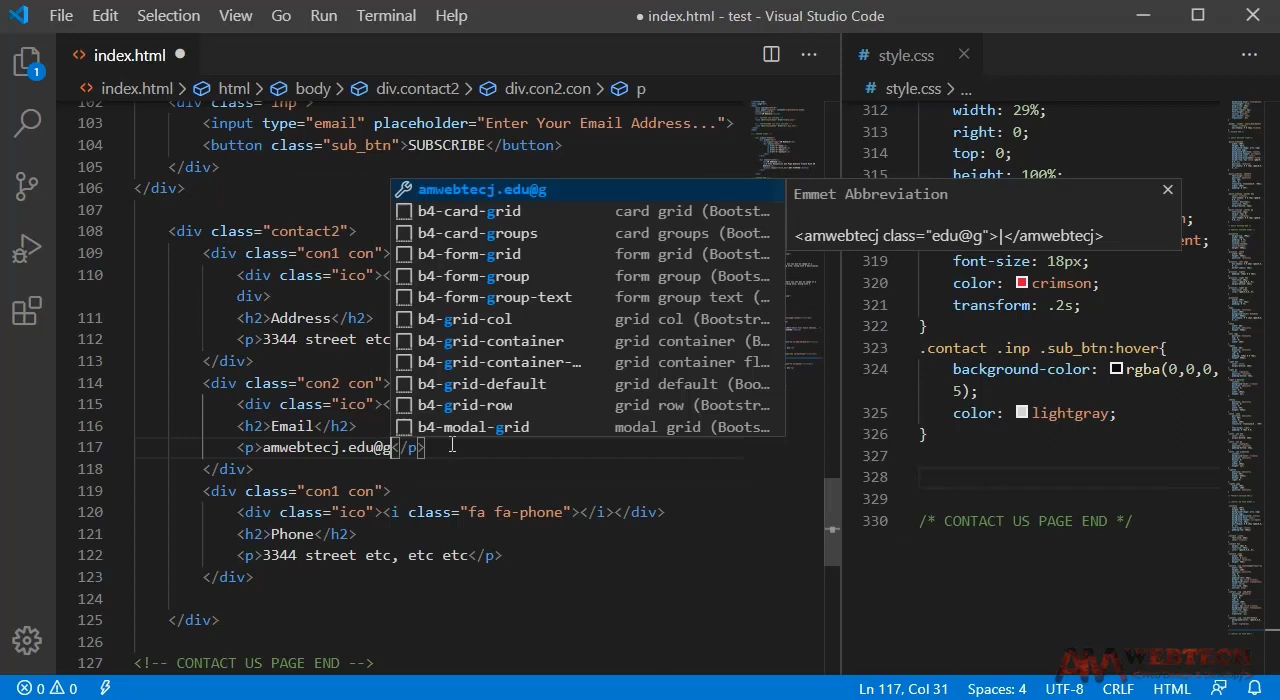 File Edit Selection View Go Run Terminal Help ● index.html - test - Visual Studio Code
index.html ●
# style.css
index.html > html > body > div.contact2 > div.con2.con > p
# style.css > ...
1
102 <div class="inp">
103 <input type="email" placeholder="Enter Your Email Address...">
104 <button class="sub_btn">SUBSCRIBE</button>
105 </div>
106 </div>
107
108 <div class="contact2">
109 <div class="con1 con">
110 <div class="ico"><
div>
111 <h2>Address</h2>
112 <p>3344 street etc
113 </div>
114 <div class="con2 con">
115 <div class="ico"><
116 <h2>Email</h2>
117 <p>amwebtecj.edu@g</p>
118 </div>
119 <div class="con1 con">
120 <div class="ico"><i class="fa fa-phone"></i></div>
121 <h2>Phone</h2>
122 <p>3344 street etc, etc etc</p>
123 </div>
124
125 </div>
126
127 <!-- CONTACT US PAGE END -->
amwebtecj.edu@g
b4-card-grid card grid (Bootst...
b4-card-groups card groups (Boot...
b4-form-grid form grid (Bootst...
b4-form-group form group (Boots...
b4-form-group-text form group text (...
b4-grid-col grid col (Bootstr...
b4-grid-container grid container (B...
b4-grid-container-... grid container fl...
b4-grid-default grid default (Boo...
b4-grid-row grid row (Bootstr...
b4-modal-grid modal grid (Boots...
Emmet Abbreviation
<amwebtecj class="edu@g">|</amwebtecj>
312 width: 29%;
313 right: 0;
314 top: 0;
315 height: 100%;
319 font-size: 18px;
320 color: crimson;
321 transform: .2s;
322 }
323 .contact .inp .sub_btn:hover{
324 background-color: rgba(0,0,0,
5);
325 color: lightgray;
326 }
327
328
329
330 /* CONTACT US PAGE END */
AM WEBTECH
0 0 Ln 117, Col 31 Spaces: 4 UTF-8 CRLF HTML